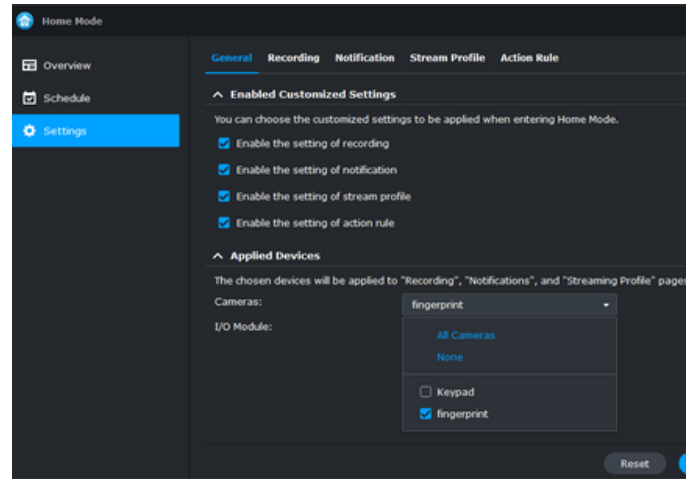 Home Mode
Overview
Schedule
Settings
General Recording Notification Stream Profile Action Rule
Enabled Customized Settings
You can choose the customized settings to be applied when entering Home Mode.
Enable the setting of recording
Enable the setting of notification
Enable the setting of stream profile
Enable the setting of action rule
Applied Devices
The chosen devices will be applied to "Recording", "Notifications", and "Streaming Profile" pages
Cameras: fingerprint
I/O Module:
All Cameras
None
Keypad
fingerprint
Reset